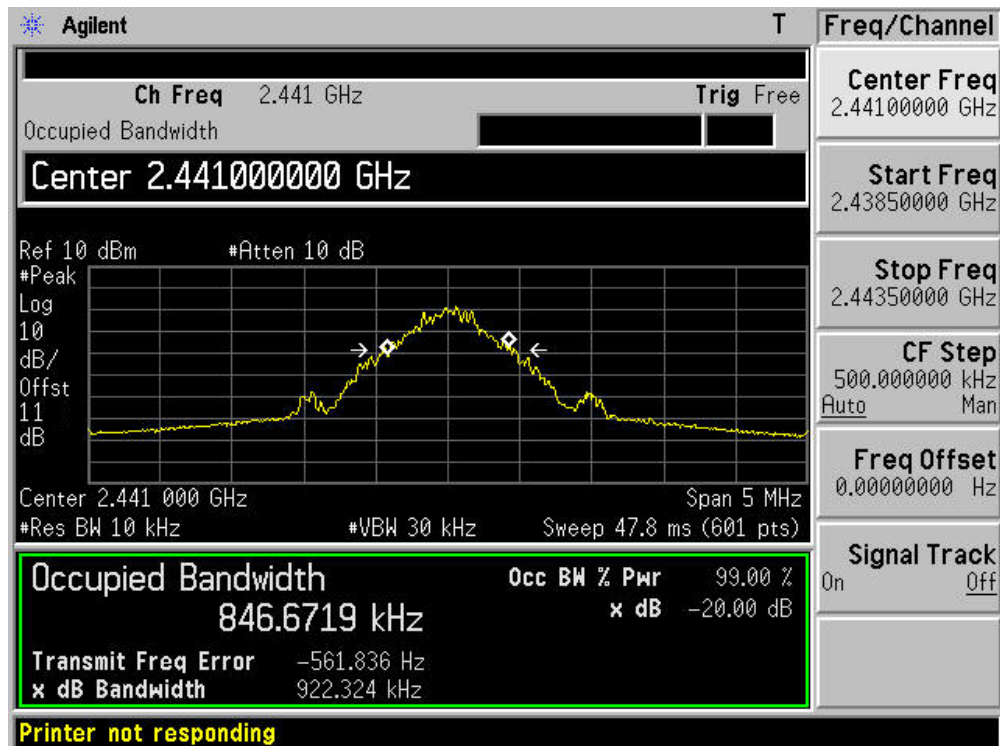 Agilent T
Freq/Channel
Ch Freq 2.441 GHz Trig Free
Occupied Bandwidth
Center 2.441000000 GHz
Ref 10 dBm #Atten 10 dB
#Peak
Log
10
dB/
Offst
11
dB
Center 2.441 000 GHz Span 5 MHz
#Res BW 10 kHz #VBW 30 kHz Sweep 47.8 ms (601 pts)
Occupied Bandwidth
846.6719 kHz
Occ BW % Pwr 99.00 %
x dB -20.00 dB
Transmit Freq Error -561.836 Hz
x dB Bandwidth 922.324 kHz
Printer not responding
Center Freq
2.44100000 GHz
Start Freq
2.43850000 GHz
Stop Freq
2.44350000 GHz
CF Step
500.000000 kHz
Auto Man
Freq Offset
0.00000000 Hz
Signal Track
On Off